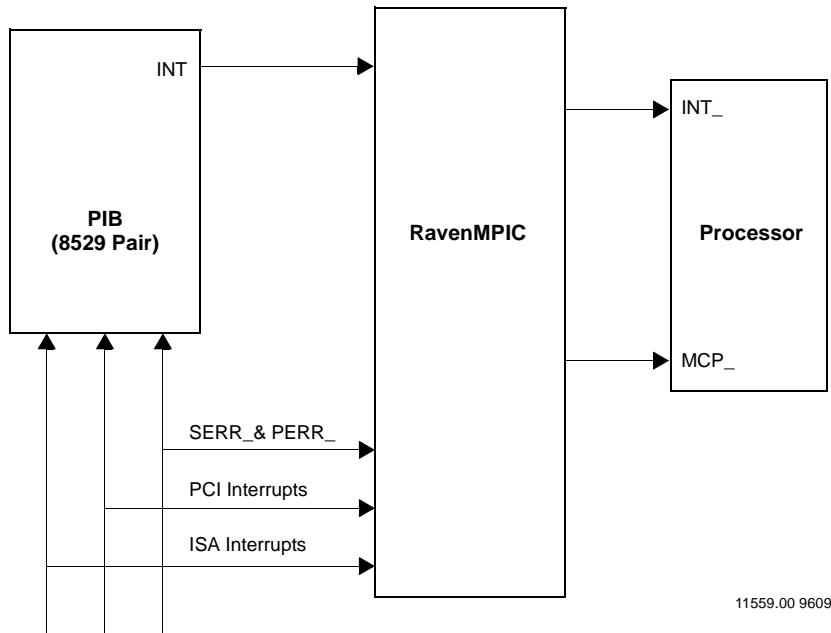 INT
PIB
(8529 Pair)
RavenMPIC
INT_
Processor
MCP_
SERR_& PERR_
PCI Interrupts
ISA Interrupts
11559.00 9609